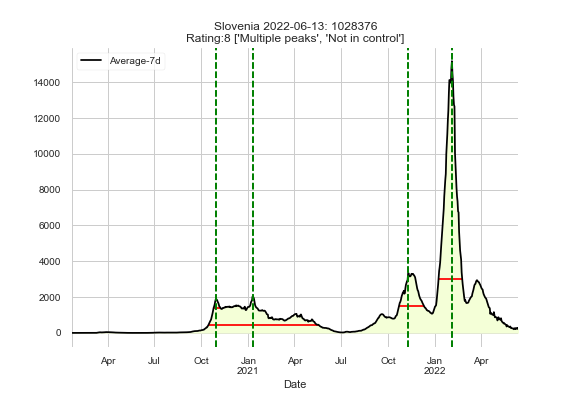 Slovenia 2022-06-13: 1028376
Rating:8 ['Multiple peaks', 'Not in control']
Average-7d
14000
12000
10000
8000
6000
4000
2000
0
Apr Jul Oct Jan Apr Jul Oct Jan Apr
2021 2022
Date